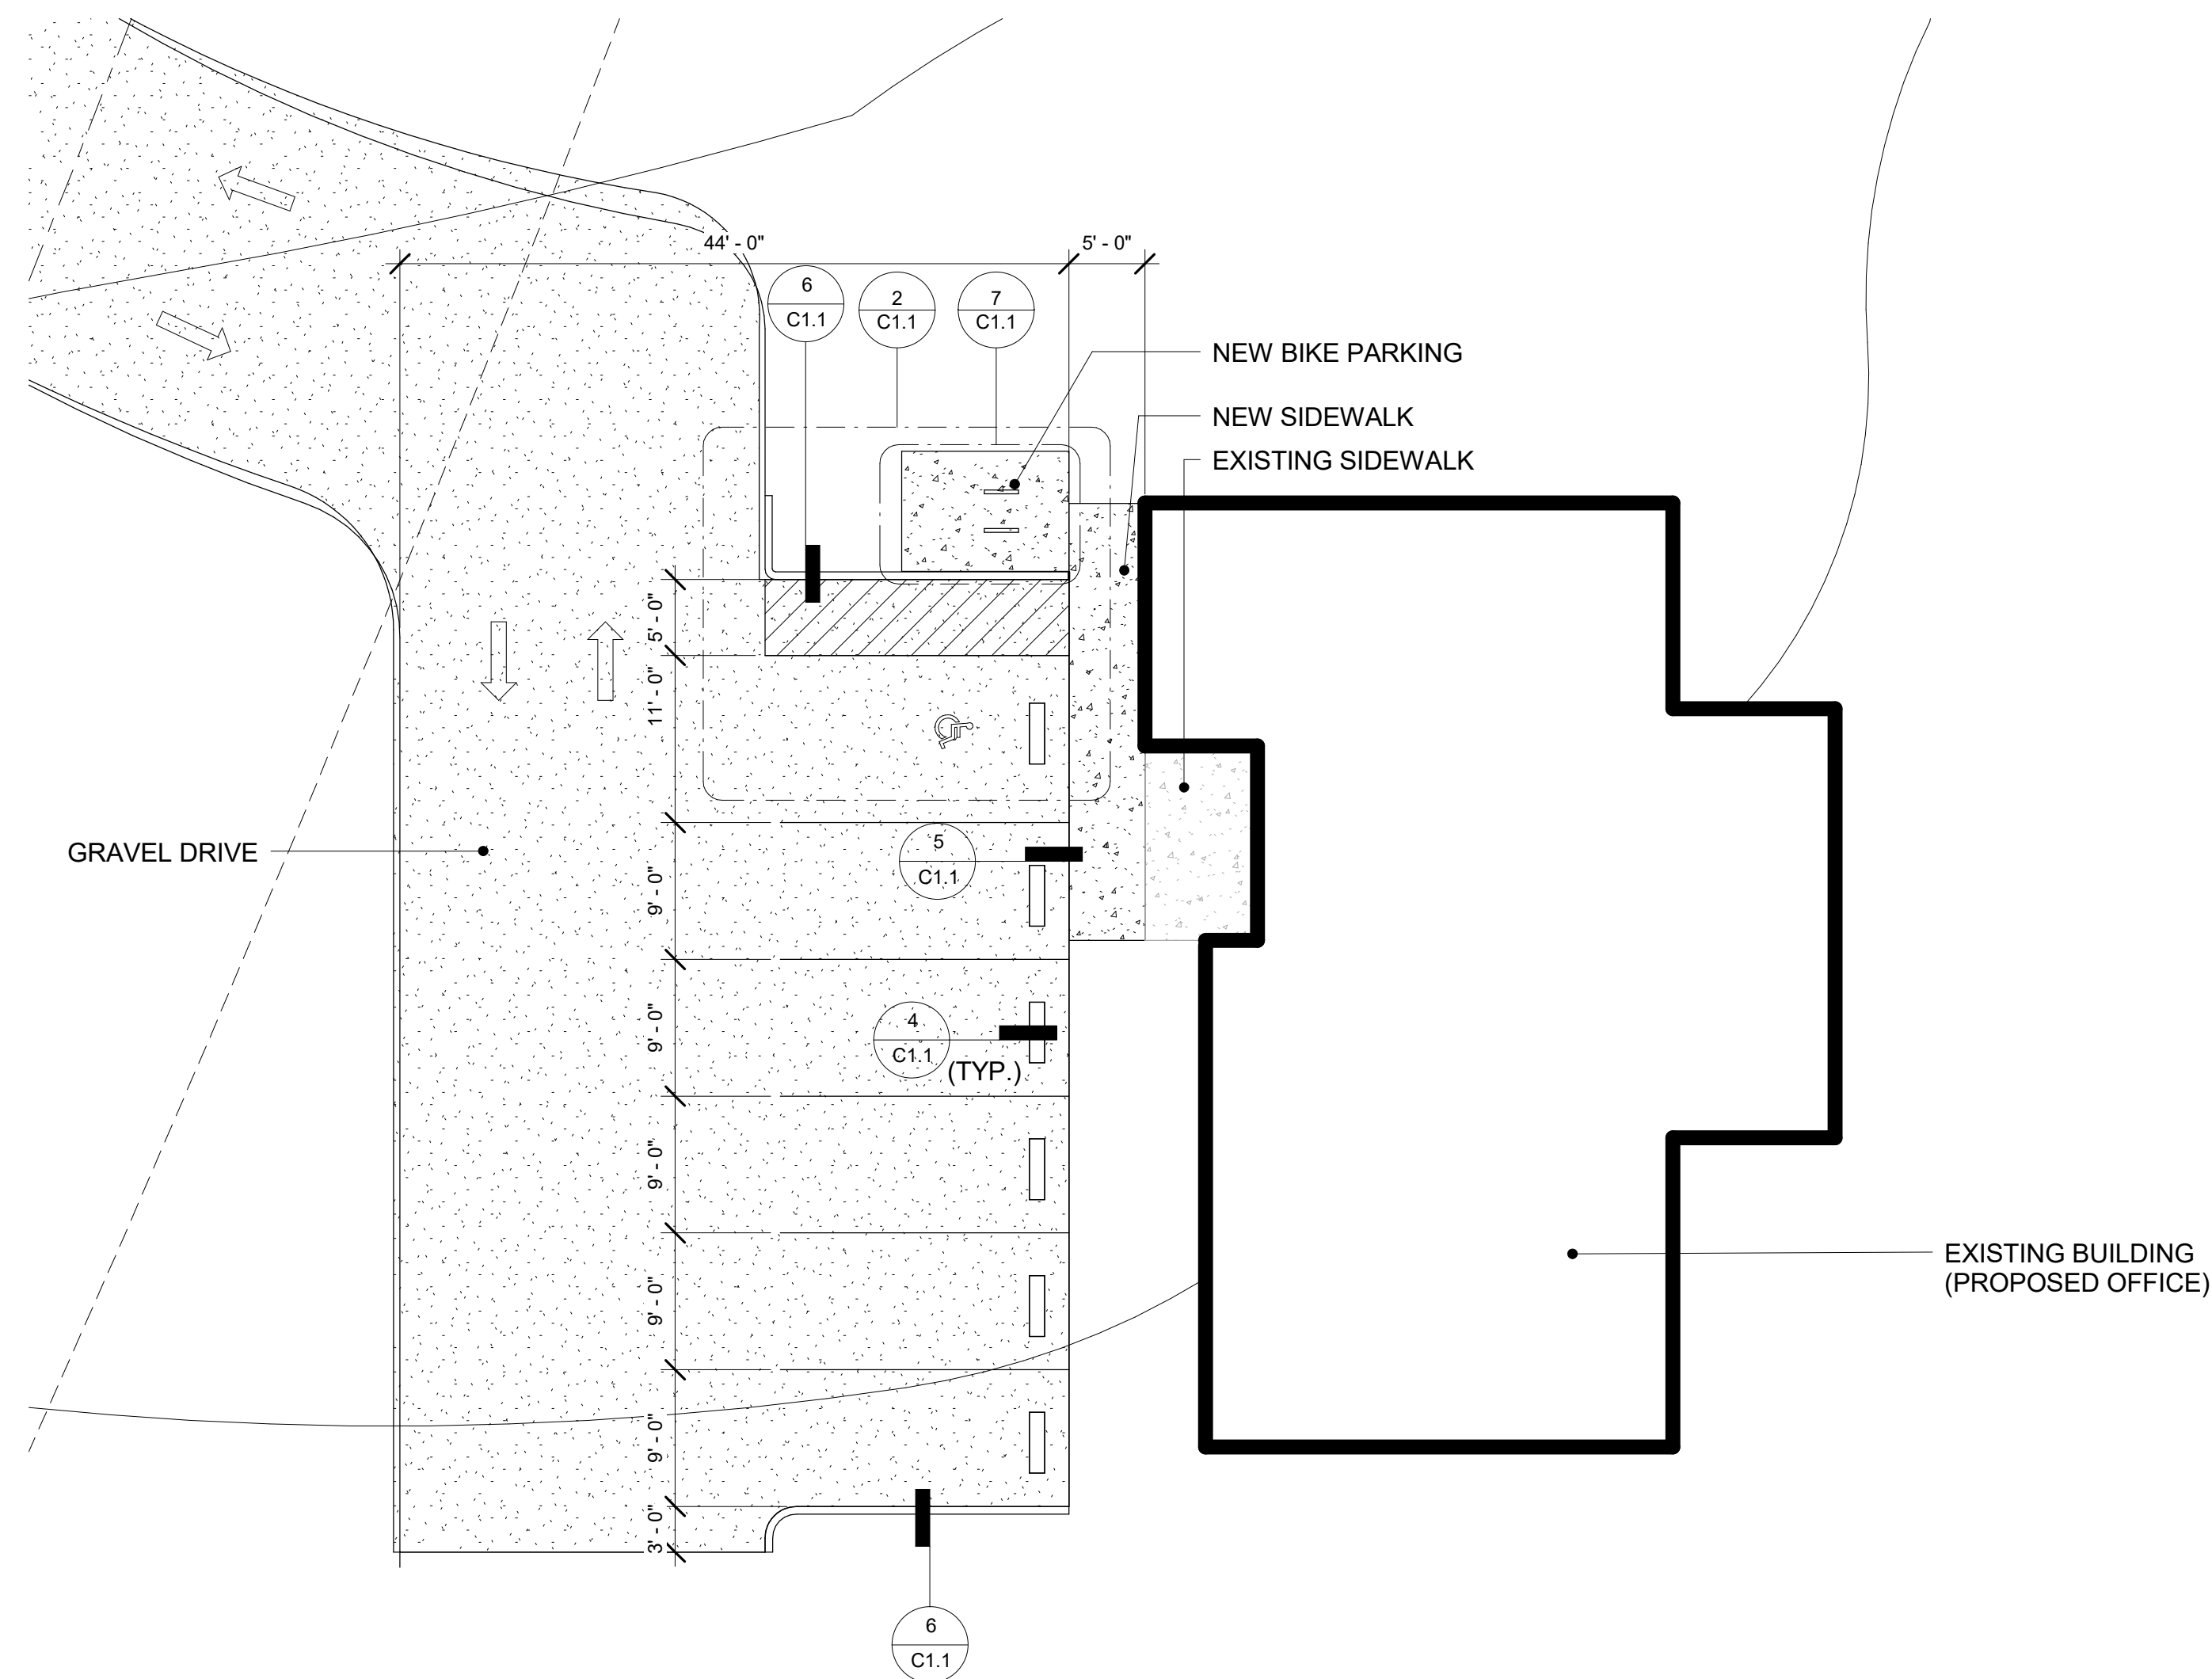 44' - 0"
5' - 0"
6
C1.1
2
C1.1
7
C1.1
NEW BIKE PARKING
NEW SIDEWALK
EXISTING SIDEWALK
5' - 0"
11' - 0"
GRAVEL DRIVE
5
C1.1
9' - 0"
4
C1.1
(TYP.)
9' - 0"
9' - 0"
9' - 0"
EXISTING BUILDING
(PROPOSED OFFICE)
9' - 0"
3' - 0"
6
C1.1